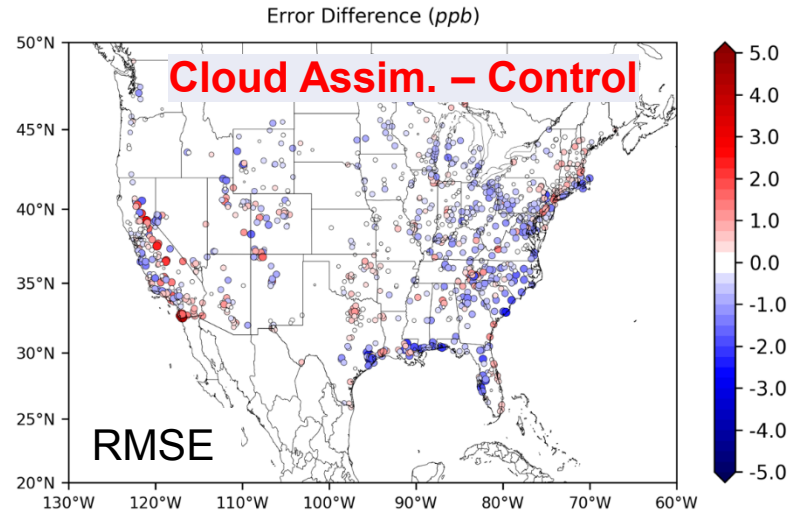 Error Difference (ppb)
Cloud Assim. – Control
50°N
45°N
40°N
35°N
30°N
25°N
20°N
RMSE
130°W 120°W 110°W 100°W 90°W 80°W 70°W 60°W
5.0
4.0
3.0
2.0
1.0
0.0
-1.0
-2.0
-3.0
-4.0
-5.0